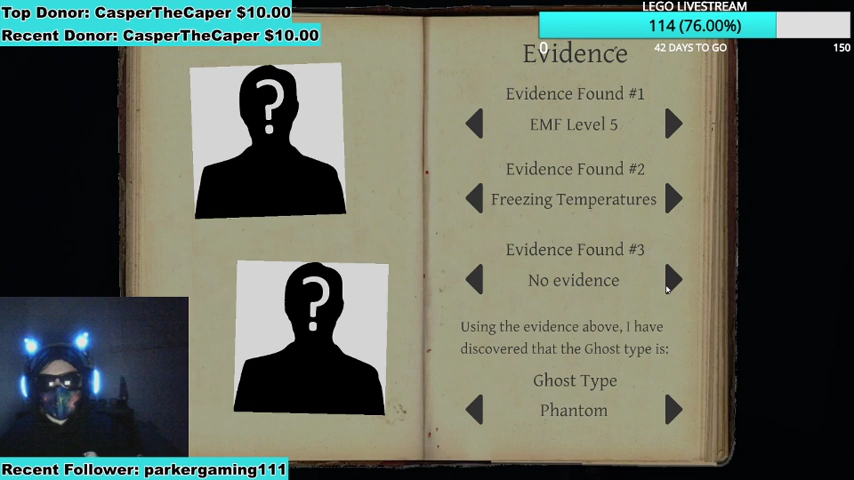 Top Donor: CasperTheCaper $10.00
Recent Donor: CasperTheCaper $10.00
LEGO LIVESTREAM
114 (76.00%)
0
42 DAYS TO GO
150
?
?
Evidence
Evidence Found #1
EMF Level 5
Evidence Found #2
Freezing Temperatures
Evidence Found #3
No evidence
Using the evidence above, I have
discovered that the Ghost type is:
Ghost Type
Phantom
Recent Follower: parkergaming111